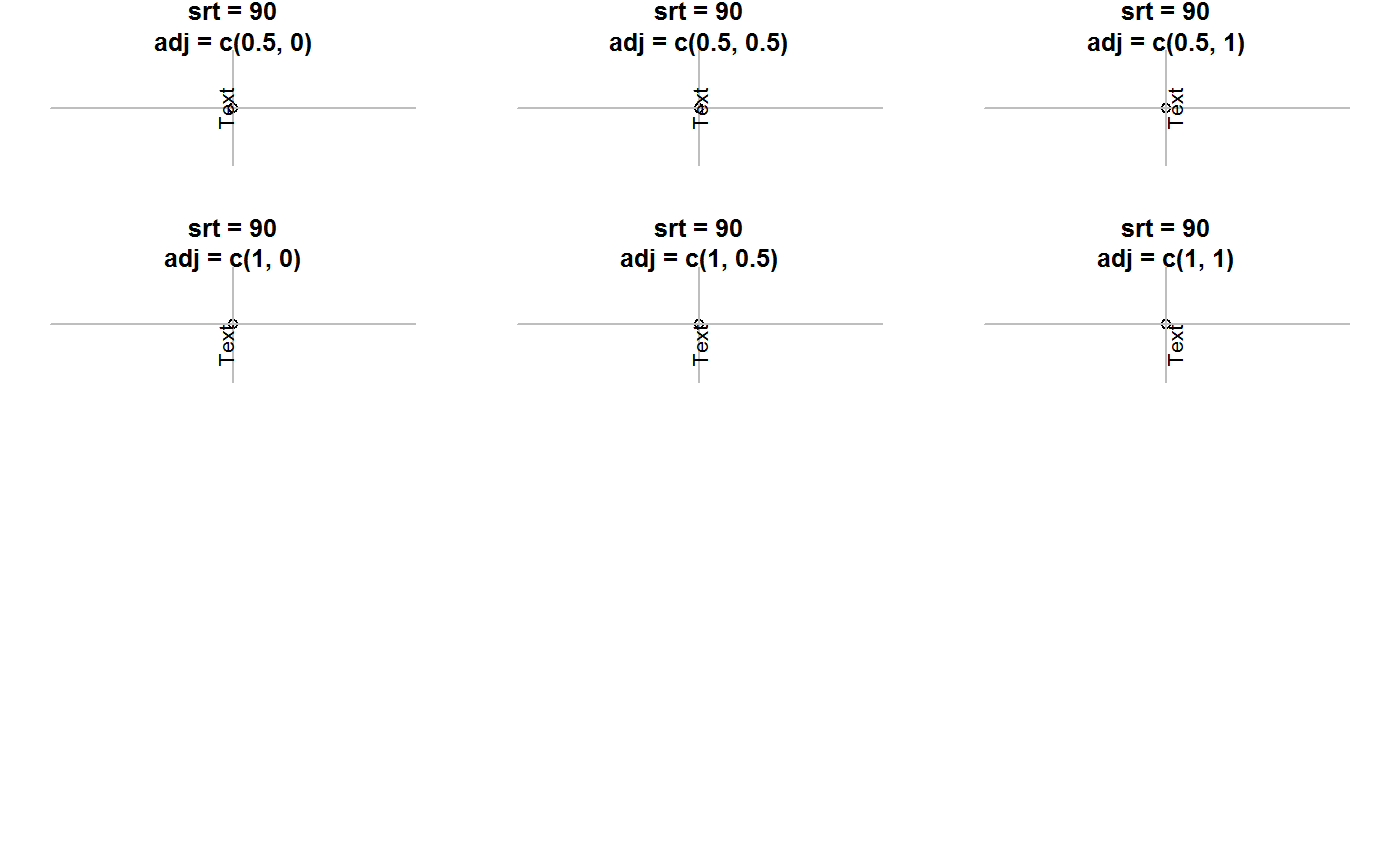 srt = 90
adj = c(0.5, 0)
Text
srt = 90
adj = c(0.5, 0.5)
Text
srt = 90
adj = c(0.5, 1)
Text
srt = 90
adj = c(1, 0)
Text
srt = 90
adj = c(1, 0.5)
Text
srt = 90
adj = c(1, 1)
Text